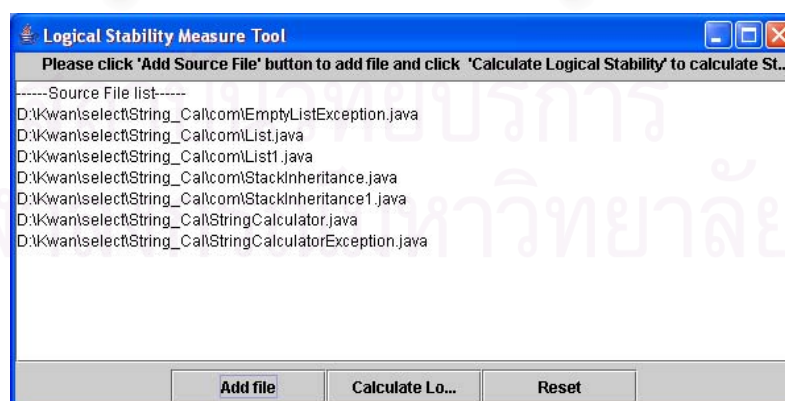 Logical Stability Measure Tool
Please click 'Add Source File' button to add file and click 'Calculate Logical Stability' to calculate St...
------Source File list------
D:\Kwan\select\String_Cal\com\EmptyListException.java
D:\Kwan\select\String_Cal\com\List.java
D:\Kwan\select\String_Cal\com\List1.java
D:\Kwan\select\String_Cal\com\StackInheritance.java
D:\Kwan\select\String_Cal\com\StackInheritance1.java
D:\Kwan\select\String_Cal\StringCalculator.java
D:\Kwan\select\String_Cal\StringCalculatorException.java
Add file Calculate Lo... Reset